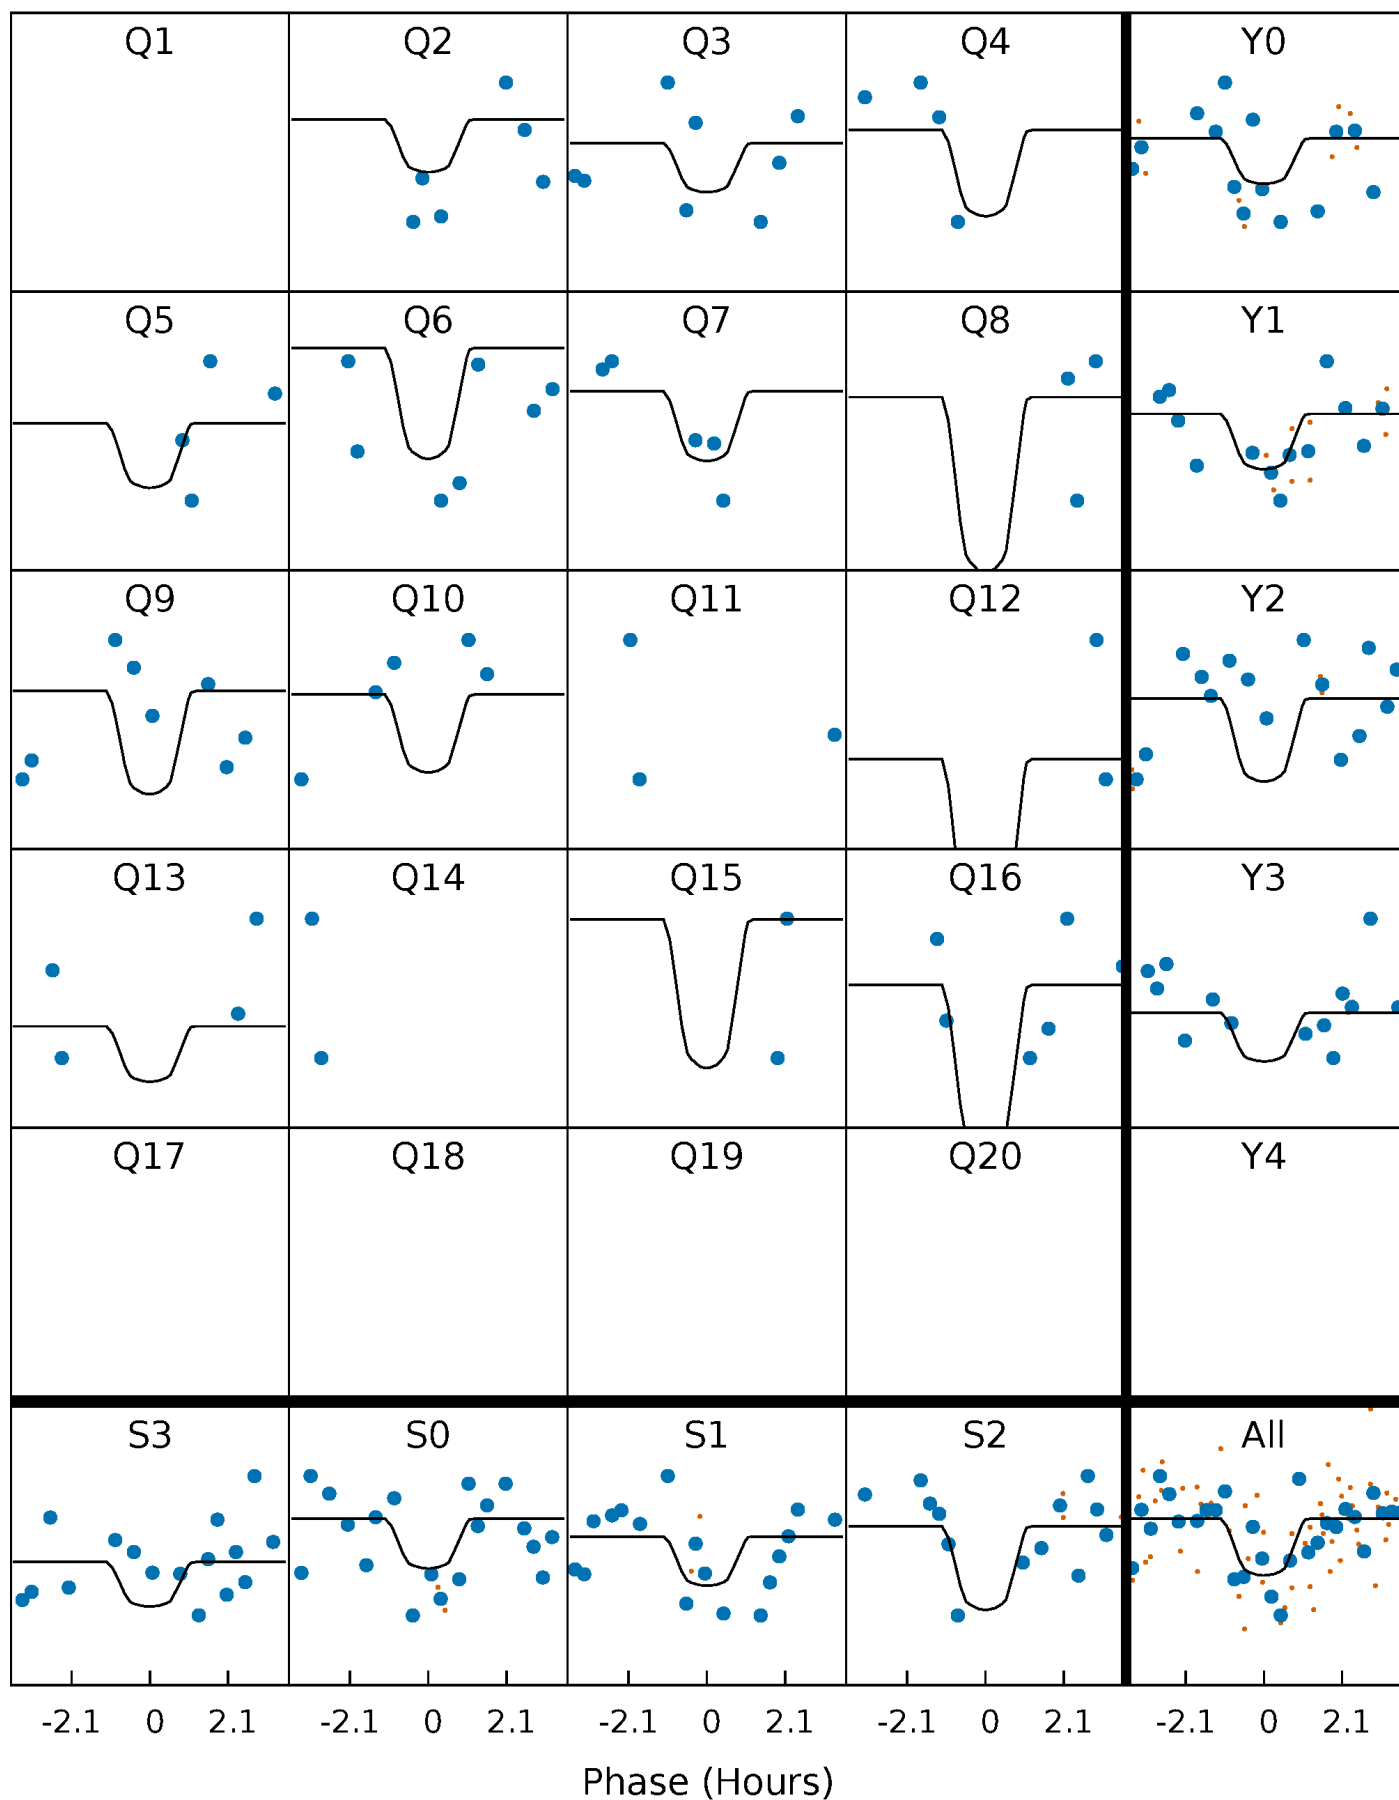 Q1 Q2 Q3 Q4 Y0
Q5 Q6 Q7 Q8 Y1
Q9 Q10 Q11 Q12 Y2
Q13 Q14 Q15 Q16 Y3
Q17 Q18 Q19 Q20 Y4
S3 S0 S1 S2 All
-2.1 0 2.1 -2.1 0 2.1 -2.1 0 2.1 -2.1 0 2.1 -2.1 0 2.1
Phase (Hours)